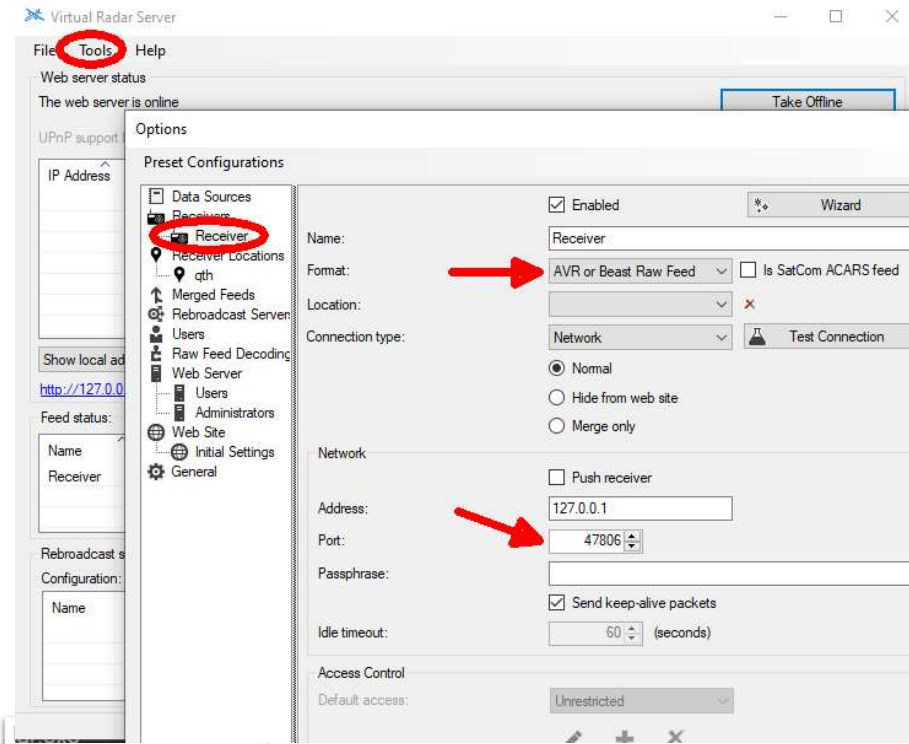 Virtual Radar Server
File Tools Help
Web server status
The web server is online
Take Offline
UPnP support
IP Address
Show local ad
http://127.0.0
Feed status:
Name
Receiver
Rebroadcast s
Configuration:
Name
Options
Preset Configurations
Data Sources
Receivers
Receiver
Receiver Locations
qth
Merged Feeds
Rebroadcast Server
Users
Raw Feed Decoding
Web Server
Users
Administrators
Web Site
Initial Settings
General
Enabled
Wizard
Name: Receiver
Format: AVR or Beast Raw Feed Is SatCom ACARS feed
Location:
Connection type: Network Test Connection
Normal
Hide from web site
Merge only
Network
Push receiver
Address: 127.0.0.1
Port: 47806
Passphrase:
Send keep-alive packets
Idle timeout: 60 (seconds)
Access Control
Default access: Unrestricted